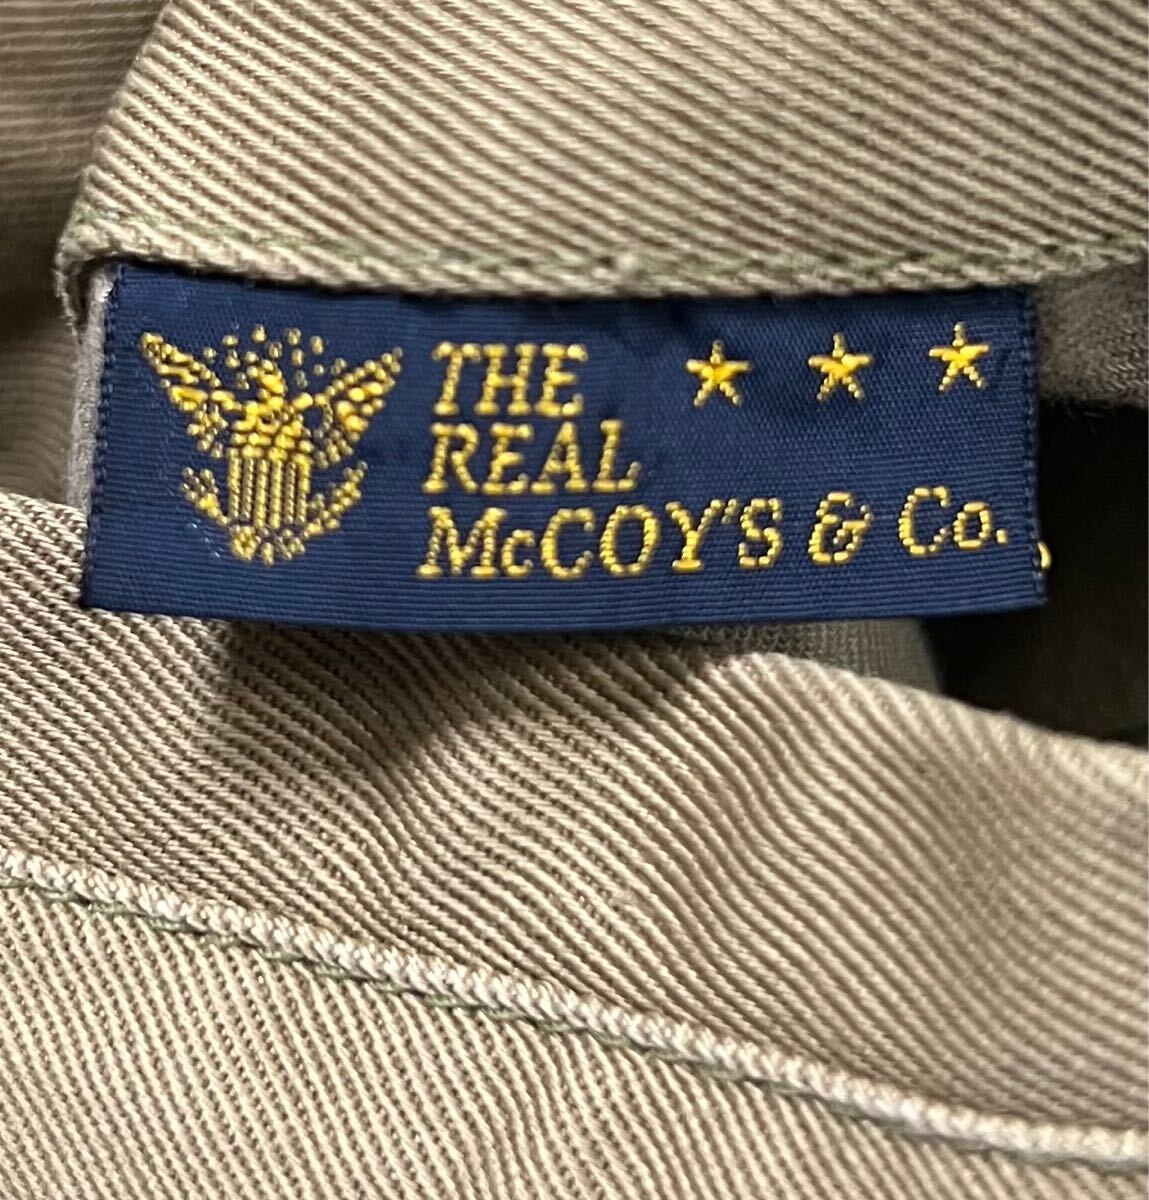 THE
REAL
McCOY'S & Co.